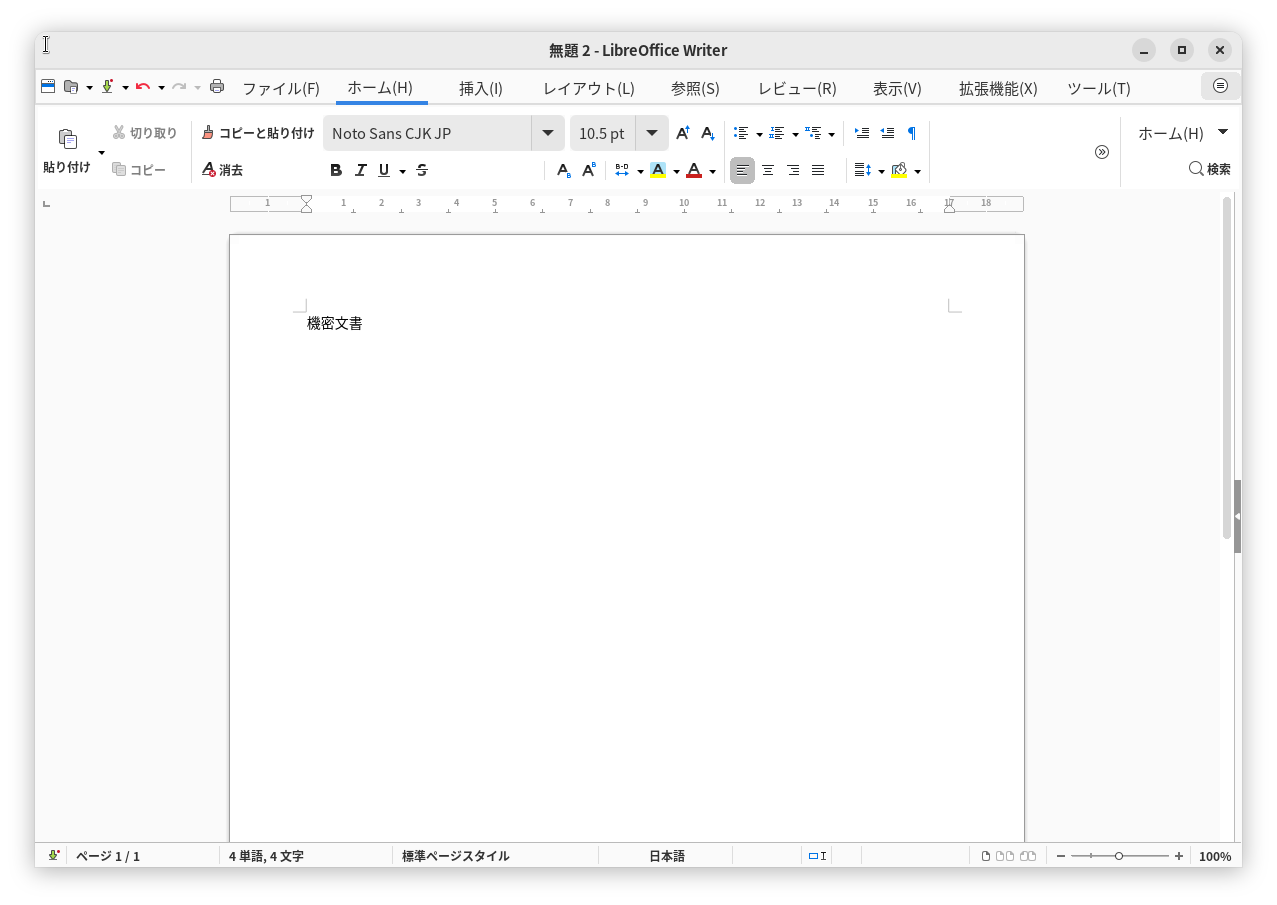 無題 2 - LibreOffice Writer
ファイル(F) ホーム(H) 挿入(I) レイアウト(L) 参照(S) レビュー(R) 表示(V) 拡張機能(X) ツール(T)
貼り付け 切り取り コピー コピーと貼り付け 消去 Noto Sans CJK JP 10.5 pt ホーム(H) 検索
1 1 2 3 4 5 6 7 8 9 10 11 12 13 14 15 16 17 18
機密文書
ページ 1 / 1 4 単語, 4 文字 標準ページスタイル 日本語 100%